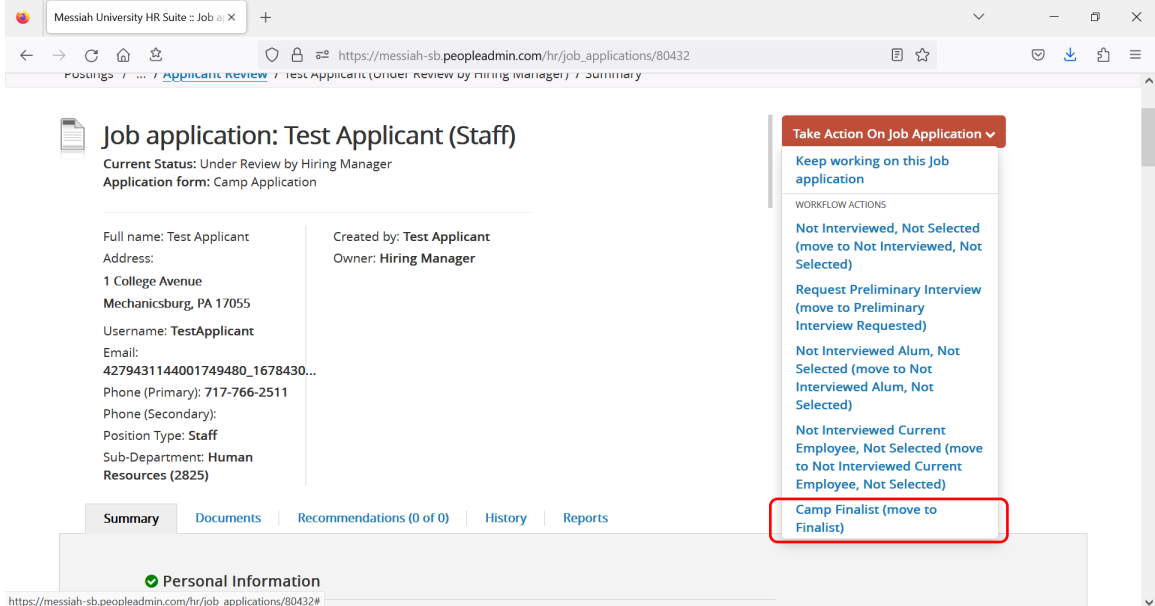 Messiah University HR Suite :: Job a
https://messiah-sb.peopleadmin.com/hr/job_applications/80432
Postings / ... / Applicant Review / Test Applicant (Under Review by Hiring Manager) / Summary
Job application: Test Applicant (Staff)
Current Status: Under Review by Hiring Manager
Application form: Camp Application
Full name: Test Applicant
Address:
1 College Avenue
Mechanicsburg, PA 17055
Username: TestApplicant
Email:
4279431144001749480_1678430...
Phone (Primary): 717-766-2511
Phone (Secondary):
Position Type: Staff
Sub-Department: Human
Resources (2825)
Created by: Test Applicant
Owner: Hiring Manager
Take Action On Job Application
Keep working on this Job
application
WORKFLOW ACTIONS
Not Interviewed, Not Selected
(move to Not Interviewed, Not
Selected)
Request Preliminary Interview
(move to Preliminary
Interview Requested)
Not Interviewed Alum, Not
Selected (move to Not
Interviewed Alum, Not
Selected)
Not Interviewed Current
Employee, Not Selected (move
to Not Interviewed Current
Employee, Not Selected)
Camp Finalist (move to
Finalist)
Summary Documents Recommendations (0 of 0) History Reports
Personal Information
https://messiah-sb.peopleadmin.com/hr/job_applications/80432#